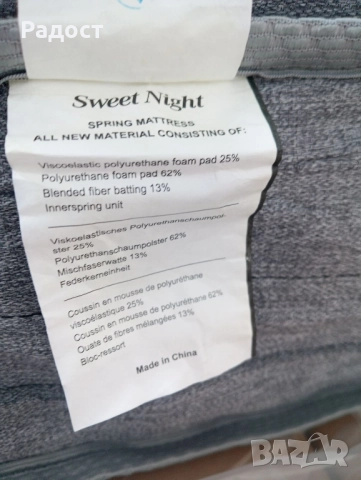 Радост
Sweet Night
SPRING MATTRESS
ALL NEW MATERIAL CONSISTING OF:
Viscoelastic polyurethane foam pad 25%
Polyurethane foam pad 62%
Blended fiber batting 13%
Innerspring unit
Viskoelastisches Polyurethanschaumpol-
ster 25%
Polyurethanschaumpolster 62%
Mischfaserwatte 13%
Federkerneinheit
Coussin en mousse de polyuréthane
viscoélastique 25%
Coussin en mousse de polyuréthane 62%
Ouate de fibres mélangées 13%
Bloc-ressort
Made in China
BAZAR
bg